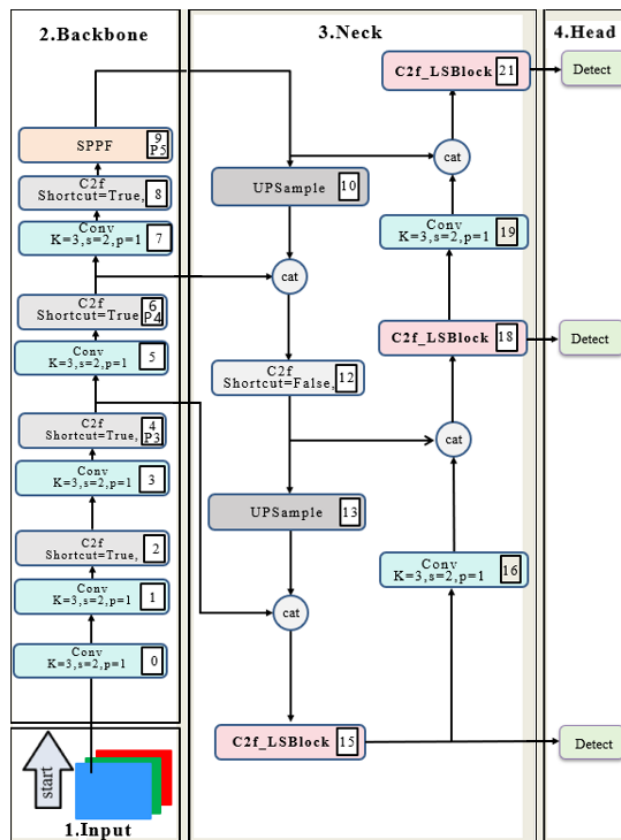 2.Backbone
SPPF
9
P5
C2f
Shortcut=True,
8
Conv
K=3,s=2,p=1
7
C2f
Shortcut=True
6
P4
Conv
K=3,s=2,p=1
5
C2f
Shortcut=True,
4
P3
Conv
K=3,s=2,p=1
3
C2f
Shortcut=True,
2
Conv
K=3,s=2,p=1
1
Conv
K=3,s=2,p=1
0
start
1.Input
3.Neck
UPSample
10
cat
C2f
Shortcut=False,
12
UPSample
13
cat
C2f_LSBlock
15
C2f_LSBlock
21
cat
Conv
K=3,s=2,p=1
19
C2f_LSBlock
18
cat
Conv
K=3,s=2,p=1
16
4.Head
Detect
Detect
Detect